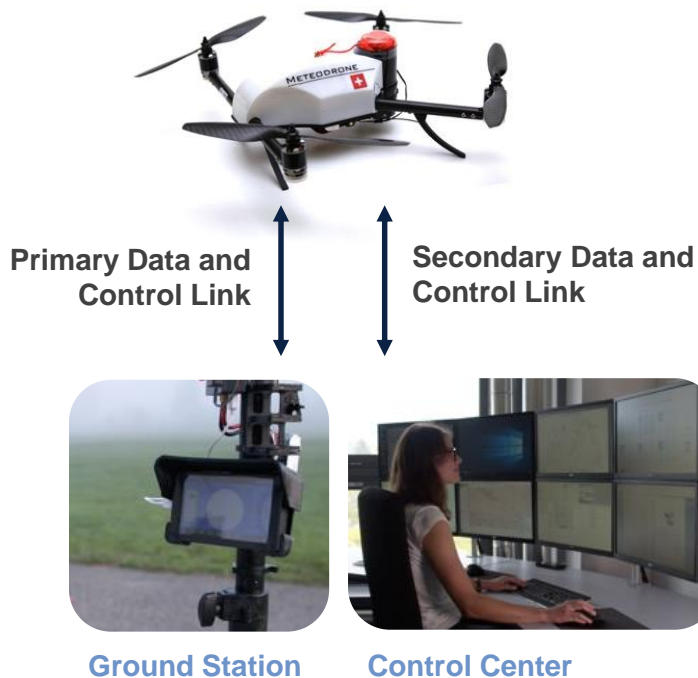 METEODRONE
Primary Data and
Control Link
Secondary Data and
Control Link
Ground Station
Control Center